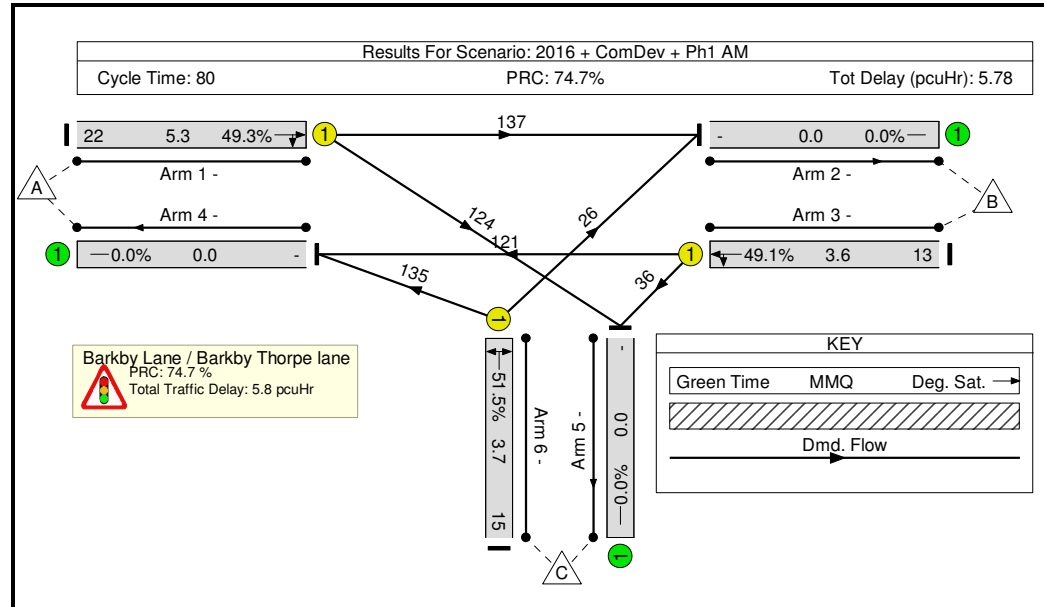 Results For Scenario: 2016 + ComDev + Ph1 AM
Cycle Time: 80 PRC: 74.7% Tot Delay (pcuHr): 5.78
137
22 5.3 49.3% 1
- 0.0 0.0% 1
Arm 1 -
Arm 2 -
A
B
Arm 4 -
Arm 3 -
124
26
121
1 0.0% 0.0 -
1 49.1% 3.6 13
135
36
1
51.5% 3.7 15
Arm 6 -
Arm 5 -
- 0.0 0.0%
1
C
Barkby Lane / Barkby Thorpe lane
PRC: 74.7 %
Total Traffic Delay: 5.8 pcuHr
KEY
Green Time MMQ Deg. Sat.
Dmd. Flow